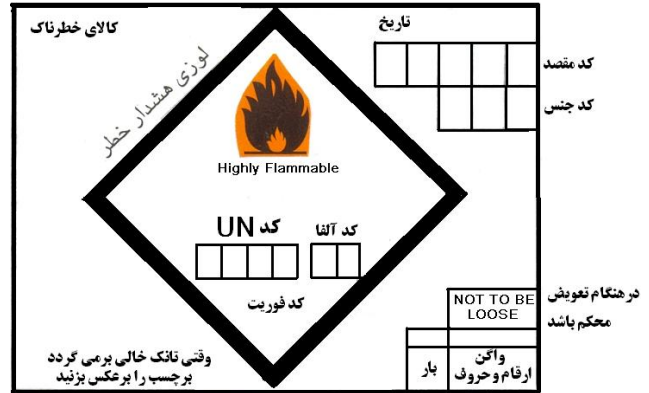 کالای خطرناک
تاریخ
لوزی هشدار خطر
کد مقصد
کد جنس
Highly Flammable
کد UN
کد آلفا
کد فوریت
NOT TO BE
LOOSE
در هنگام تعویض
محکم باشد
واگن
ارقام و حروف
بار
وقتی تانک خالی برمی گردد
برچسب را برعکس بزنید